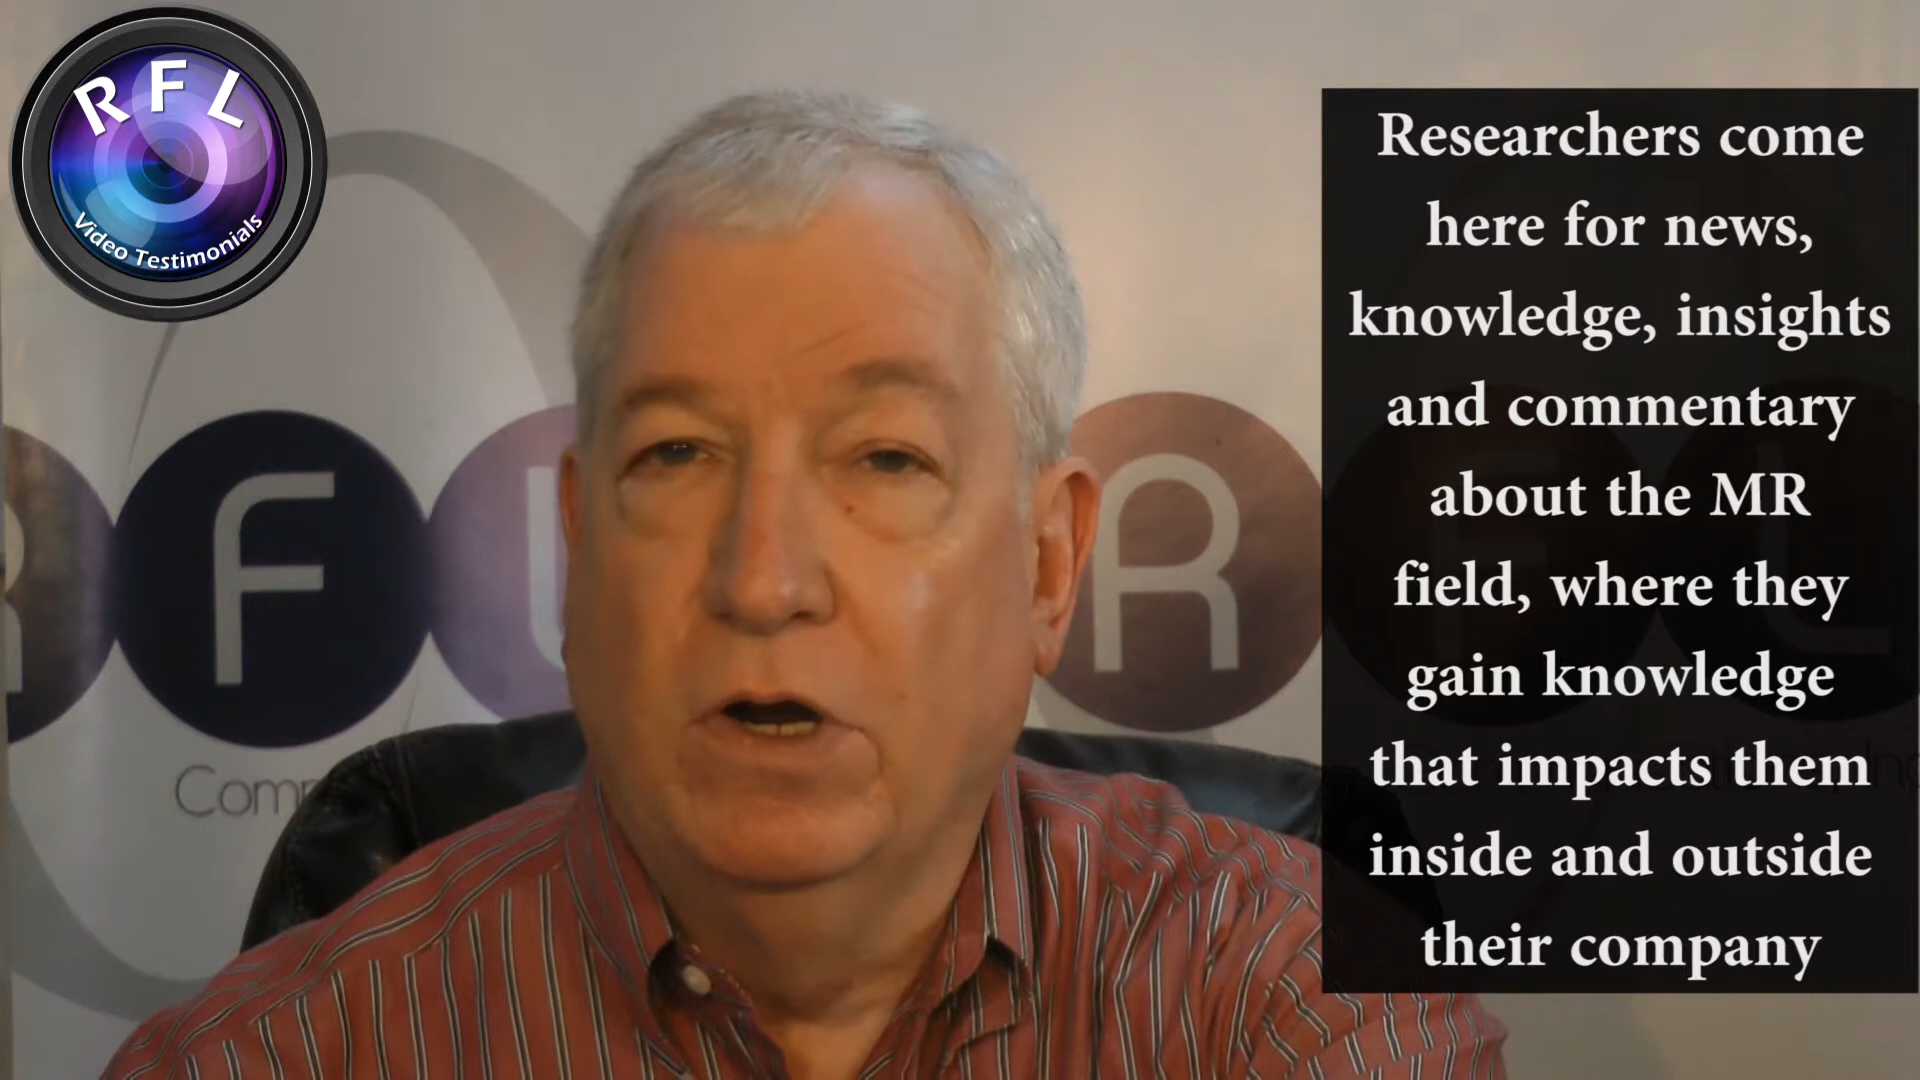 RFL
Video Testimonials
Researchers come
here for news,
knowledge, insights
and commentary
about the MR
field, where they
gain knowledge
that impacts them
inside and outside
their company
R F L R